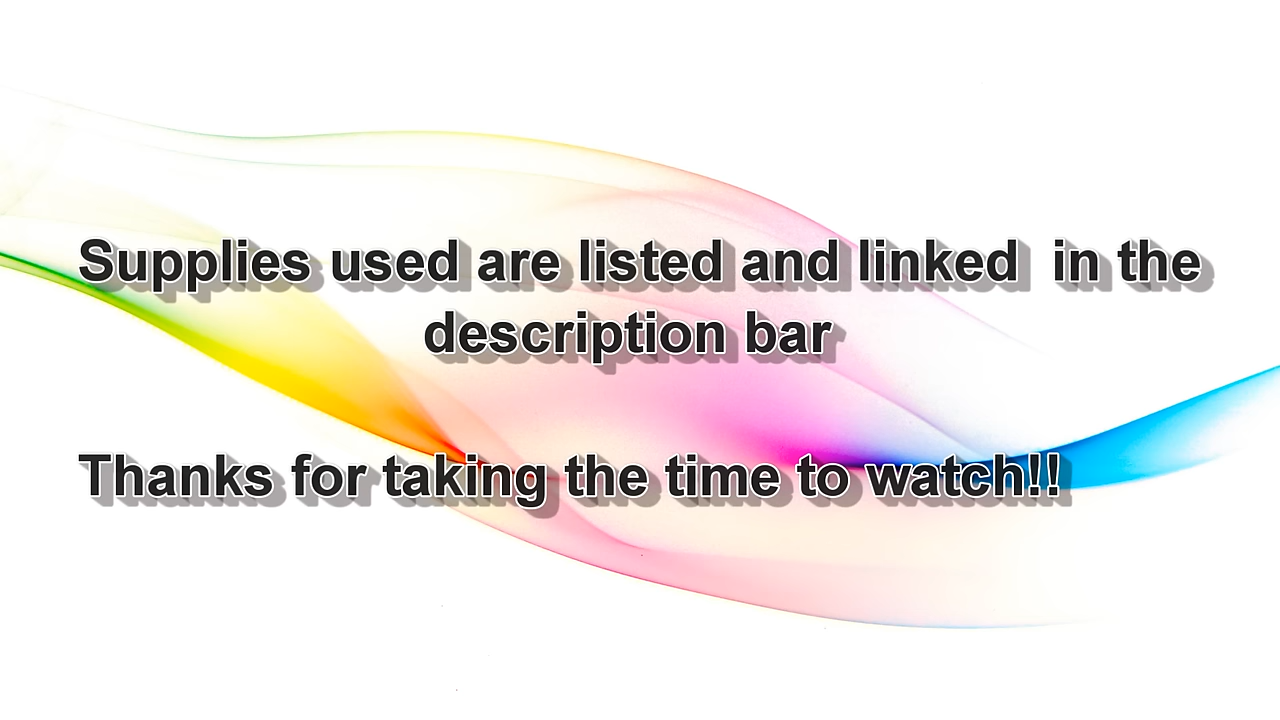 Supplies used are listed and linked  in the
description bar
Thanks for taking the time to watch!!